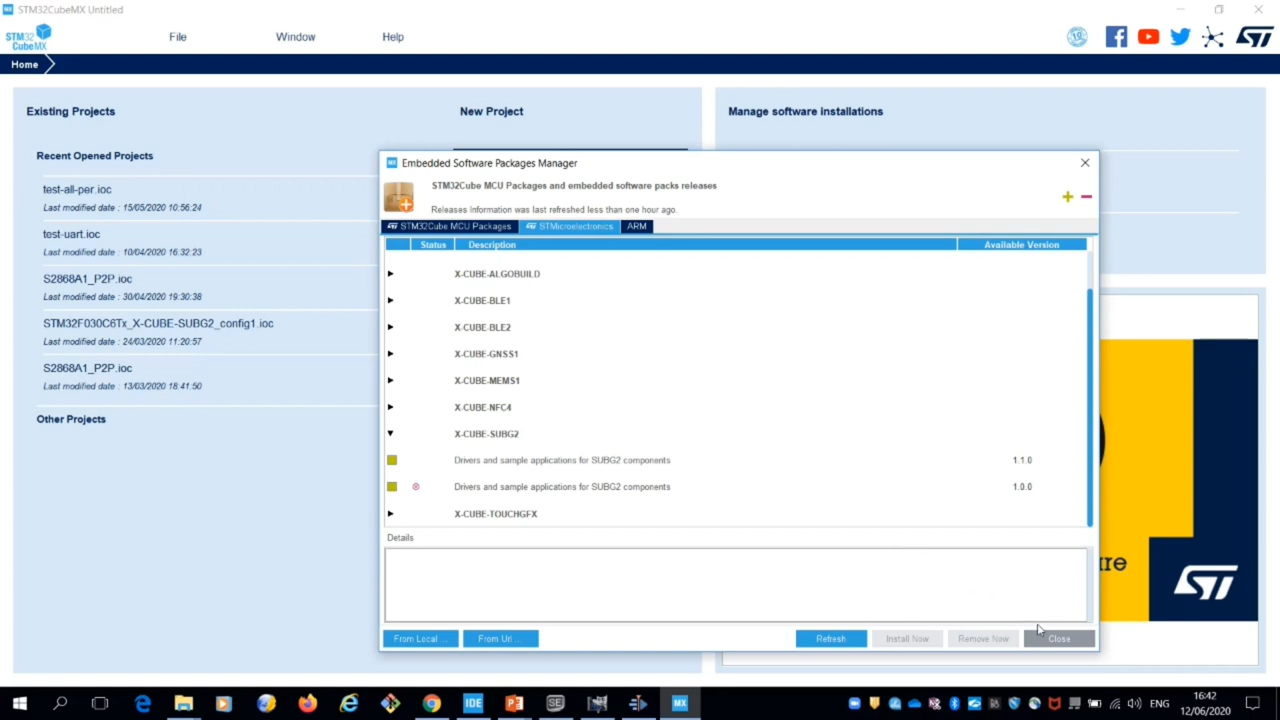 STM32CubeMX Untitled
STM32
CubeMX
File
Window
Help
10
Home
Existing Projects
New Project
Manage software installations
Recent Opened Projects
test-all-per.ioc
Last modified date : 15/05/2020 10:56:24
test-uart.ioc
Last modified date : 10/04/2020 16:32:23
S2868A1_P2P.ioc
Last modified date : 30/04/2020 19:30:38
STM32F030C6Tx_X-CUBE-SUBG2_config1.ioc
Last modified date : 24/03/2020 11:20:57
S2868A1_P2P.ioc
Last modified date : 13/03/2020 18:41:50
Other Projects
MX Embedded Software Packages Manager
STM32Cube MCU Packages and embedded software packs releases
Releases Information was last refreshed less than one hour ago.
STM32Cube MCU Packages STMicroelectronics ARM
Status Description Available Version
X-CUBE-ALGOBUILD
X-CUBE-BLE1
X-CUBE-BLE2
X-CUBE-GNSS1
X-CUBE-MEMS1
X-CUBE-NFC4
X-CUBE-SUBG2
Drivers and sample applications for SUBG2 components 1.1.0
Drivers and sample applications for SUBG2 components 1.0.0
X-CUBE-TOUCHGFX
Details
From Local ... From Url ... Refresh Install Now Remove Now Close
ure
ST
IDE SE MX ENG
16:42
12/06/2020